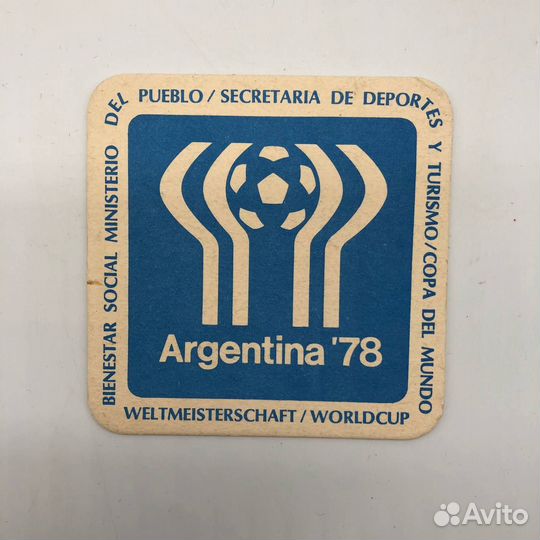 BIENESTAR SOCIAL MINISTERIO DEL PUEBLO / SECRETARIA DE DEPORTES Y TURISMO / COPA DEL MUNDO
Argentina '78
WELTMEISTERSCHAFT / WORLDCUP
Avito